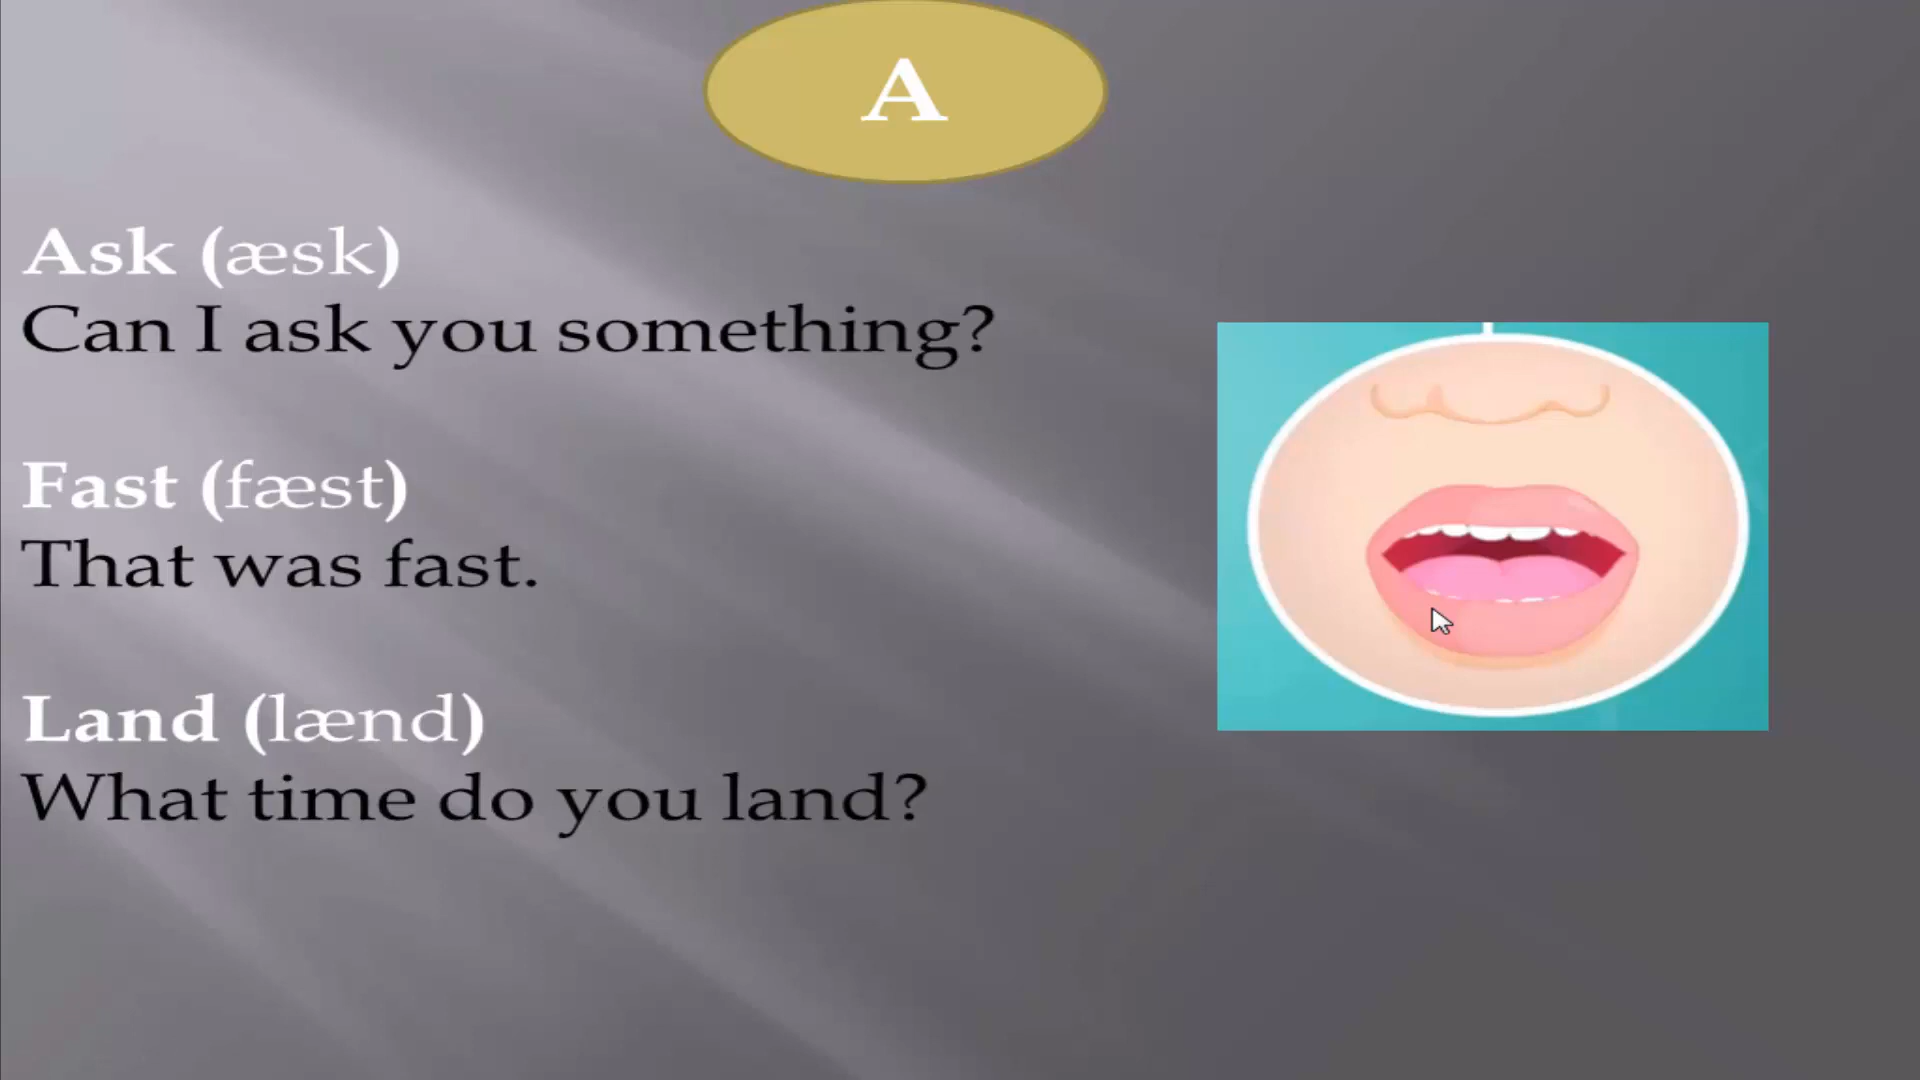 A
Ask (æsk)
Can I ask you something?
Fast (fæst)
That was fast.
Land (lænd)
What time do you land?